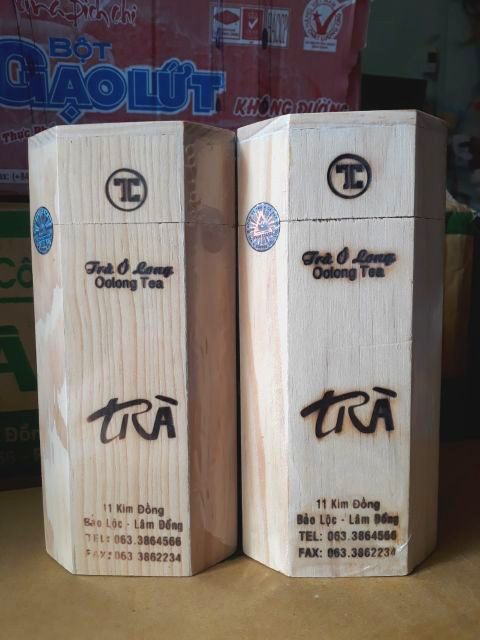 BỘT
GẠO LỨT
KHÔNG ĐƯỜNG
TC
Trà Ô Long
Oolong Tea
TRÀ
11 Kim Đồng
Bảo Lộc - Lâm Đồng
TEL: 063.3864566
FAX: 063.3862234
TC
Trà Ô Long
Oolong Tea
TRÀ
11 Kim Đồng
Bảo Lộc - Lâm Đồng
TEL: 063.3864566
FAX: 063.3862234